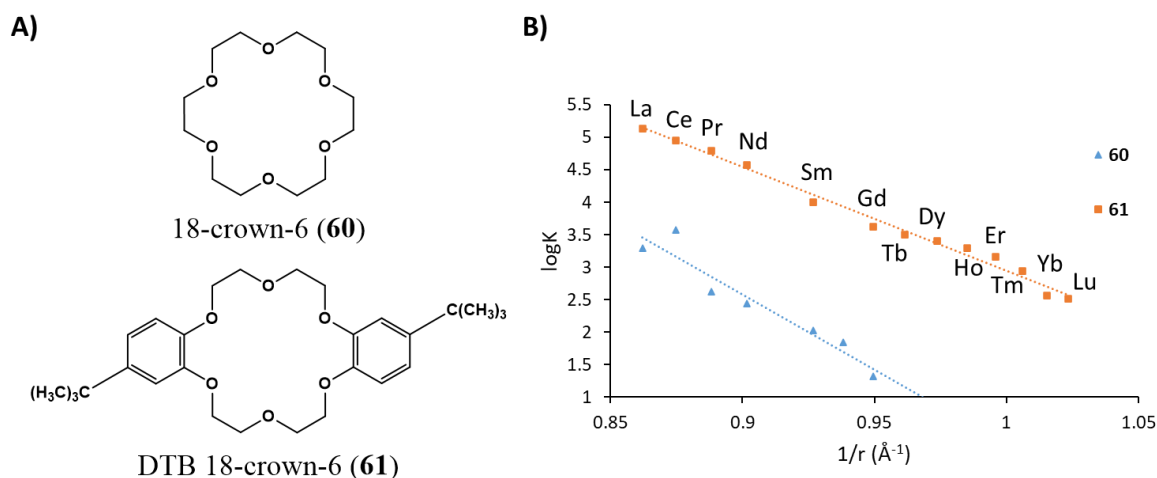 A)
O
O
O
O
O
O
18-crown-6 (60)
O
O
O
C(CH₃)₃
(H₃C)₃C
O
O
O
DTB 18-crown-6 (61)
B)
5.5
5
4.5
4
3.5
3
2.5
2
1.5
1
logK
La
Ce
Pr
Nd
Sm
Gd
Tb
Dy
Ho
Er
Tm
Yb
Lu
60
61
0.85
0.9
0.95
1
1.05
1/r (Å⁻¹)